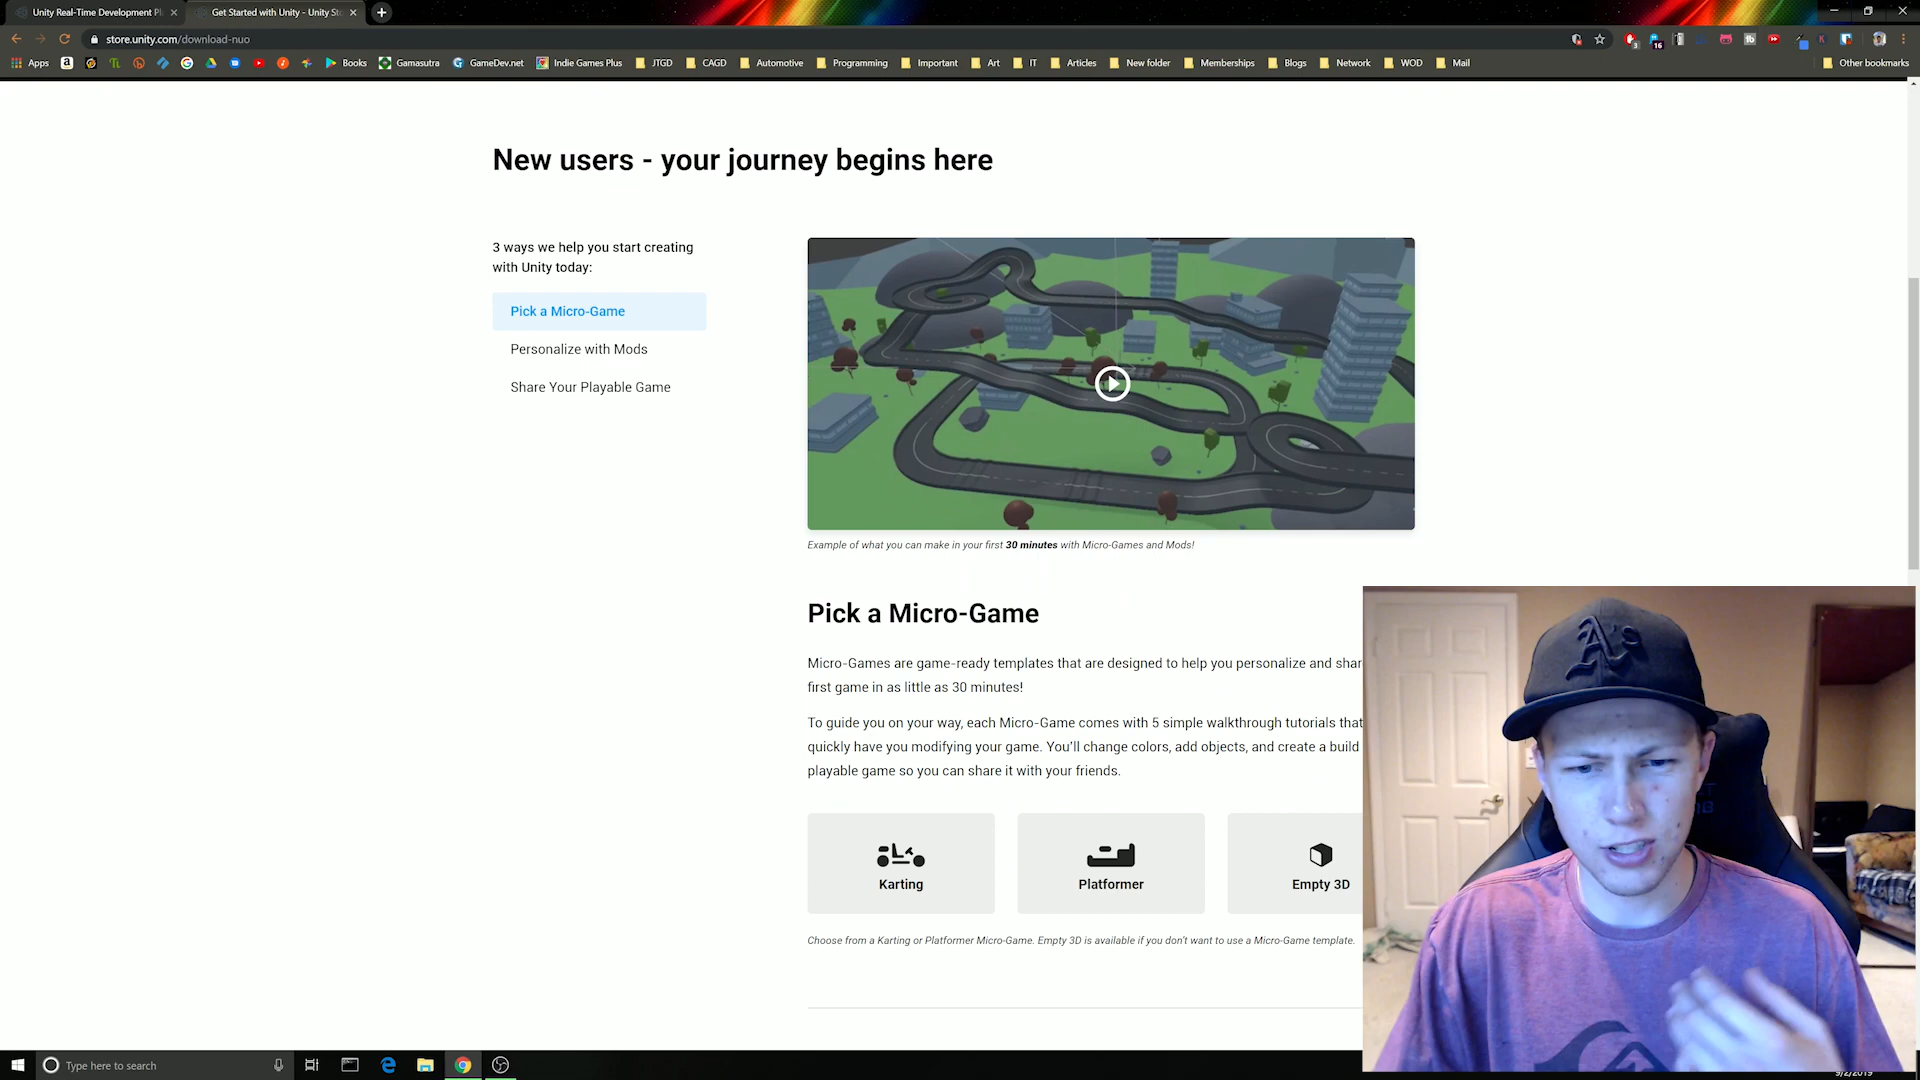 Unity Real-Time Development Pl
Get Started with Unity - Unity St
store.unity.com/download-nuo
3
16
Apps
Books
Gamasutra
GameDev.net
Indie Games Plus
JTGD
CAGD
Automotive
Programming
Important
Art
IT
Articles
New folder
Memberships
Blogs
Network
WOD
Mail
Other bookmarks
New users - your journey begins here
3 ways we help you start creating
with Unity today:
Pick a Micro-Game
Personalize with Mods
Share Your Playable Game
Example of what you can make in your first 30 minutes with Micro-Games and Mods!
Pick a Micro-Game
Micro-Games are game-ready templates that are designed to help you personalize and shar
first game in as little as 30 minutes!
To guide you on your way, each Micro-Game comes with 5 simple walkthrough tutorials that
quickly have you modifying your game. You'll change colors, add objects, and create a build
playable game so you can share it with your friends.
Karting
Platformer
Empty 3D
Choose from a Karting or Platformer Micro-Game. Empty 3D is available if you don't want to use a Micro-Game template.
A's
Type here to search
9/2/2019